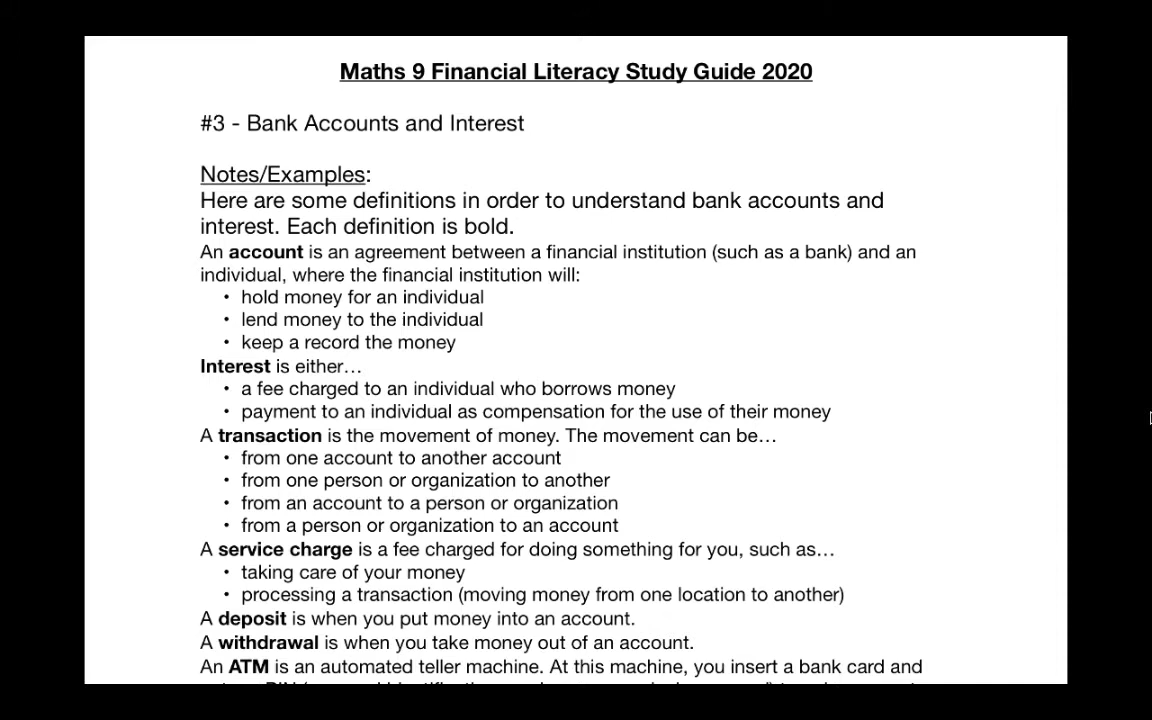 Maths 9 Financial Literacy Study Guide 2020
#3 - Bank Accounts and Interest
Notes/Examples:
Here are some definitions in order to understand bank accounts and
interest. Each definition is bold.
An account is an agreement between a financial institution (such as a bank) and an
individual, where the financial institution will:
• hold money for an individual
• lend money to the individual
• keep a record the money
Interest is either…
• a fee charged to an individual who borrows money
• payment to an individual as compensation for the use of their money
A transaction is the movement of money. The movement can be…
• from one account to another account
• from one person or organization to another
• from an account to a person or organization
• from a person or organization to an account
A service charge is a fee charged for doing something for you, such as…
• taking care of your money
• processing a transaction (moving money from one location to another)
A deposit is when you put money into an account.
A withdrawal is when you take money out of an account.
An ATM is an automated teller machine. At this machine, you insert a bank card and